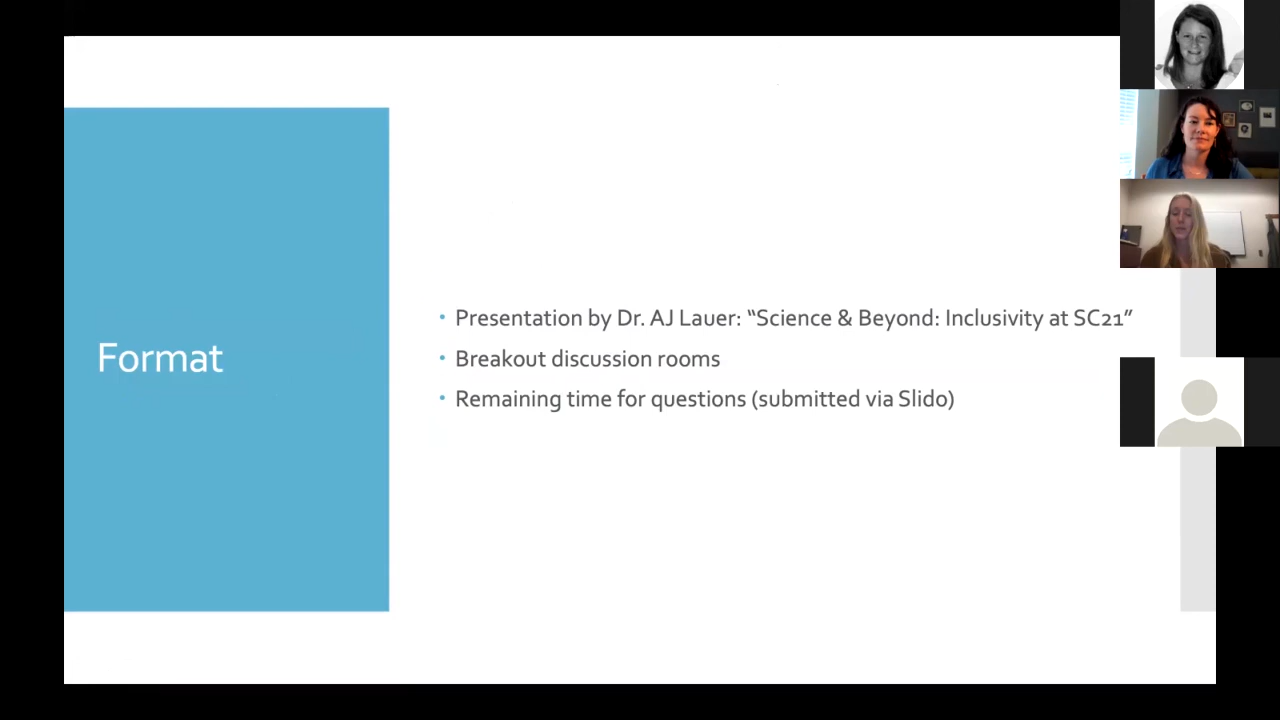 Format
• Presentation by Dr. AJ Lauer: “Science & Beyond: Inclusivity at SC21”
• Breakout discussion rooms
• Remaining time for questions (submitted via Slido)